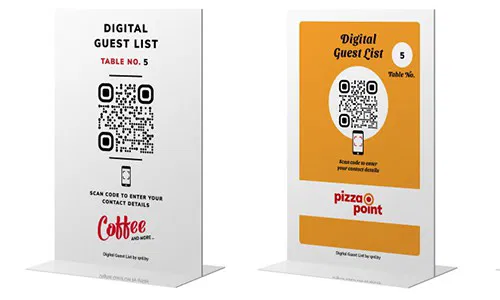 DIGITAL
GUEST LIST
TABLE NO. 5
SCAN CODE TO ENTER YOUR
CONTACT DETAILS
Coffee
AND MORE...
Digital Guest List by
Digital
Guest List
5
Table No.
Scan code to enter
your contact details
pizza
point
Digital Guest List by